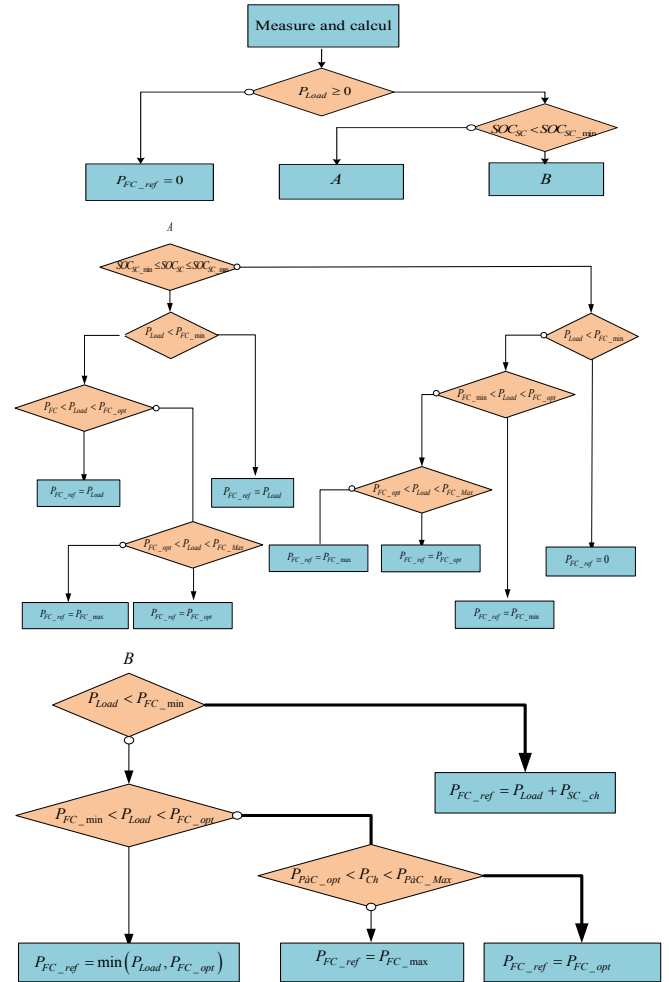 Measure and calcul
P_Load ≥ 0
SOC_SC < SOC_SC_min
P_FC_ref = 0
A
B
A
SOC_SC_min ≤ SOC_SC ≤ SOC_SC_min
P_Load < P_FC_min
P_Load < P_FC_min
P_FC < P_Load < P_FC_opt
P_FC_min < P_Load < P_FC_opt
P_FC_ref = P_Load
P_FC_ref = P_Load
P_FC_opt < P_Load < P_FC_Max
P_FC_opt < P_Load < P_FC_Max
P_FC_ref = P_FC_max
P_FC_ref = P_FC_opt
P_FC_ref = 0
P_FC_ref = P_FC_max
P_FC_ref = P_FC_opt
P_FC_ref = P_FC_min
B
P_Load < P_FC_min
P_FC_ref = P_Load + P_SC_ch
P_FC_min < P_Load < P_FC_opt
P_PàC_opt < P_Ch < P_PàC_Max
P_FC_ref = min(P_Load, P_FC_opt)
P_FC_ref = P_FC_max
P_FC_ref = P_FC_opt